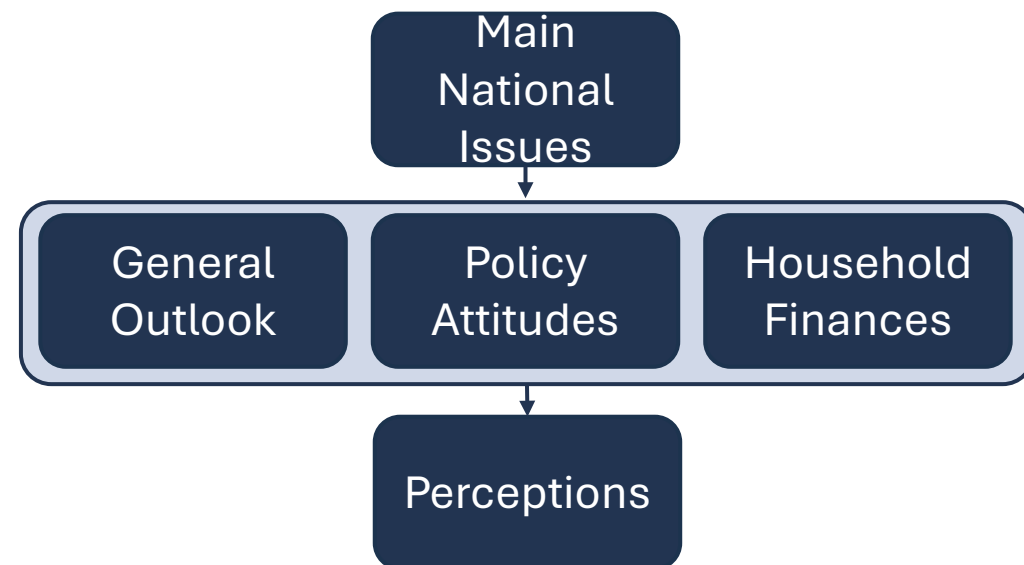 Main
National
Issues
General
Outlook
Policy
Attitudes
Household
Finances
Perceptions